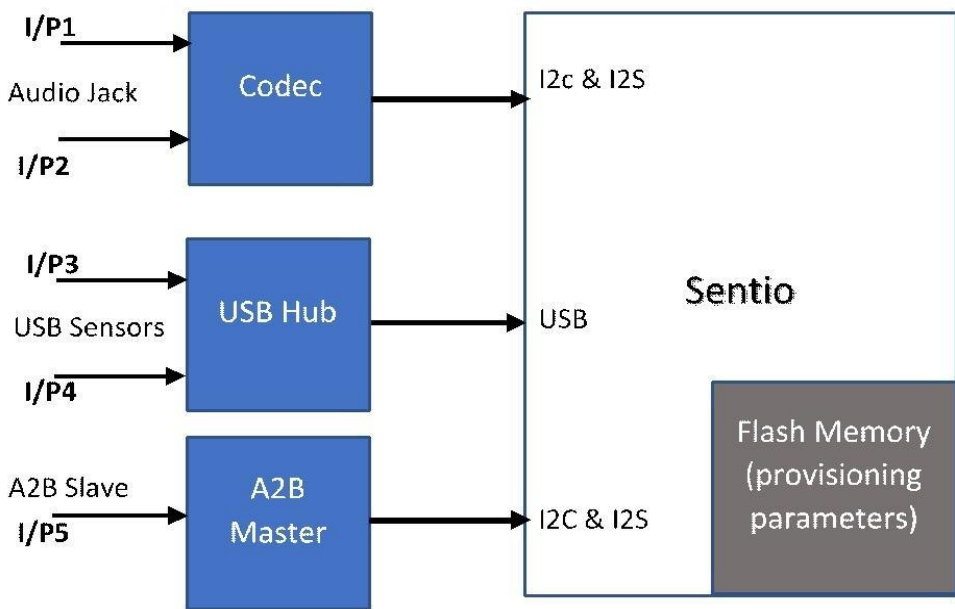 I/P1
Audio Jack
I/P2
Codec
I2c & I2S
I/P3
USB Sensors
I/P4
USB Hub
USB
Sentio
A2B Slave
I/P5
A2B
Master
I2C & I2S
Flash Memory
(provisioning
parameters)